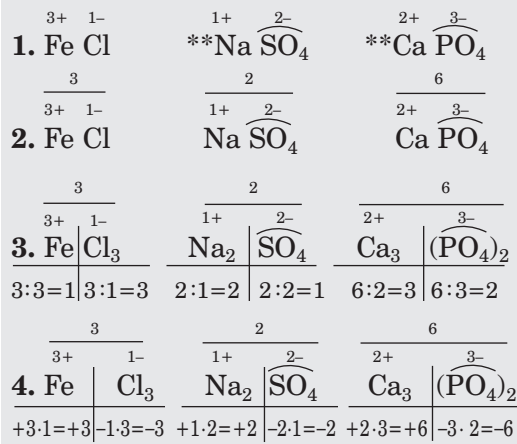 3+ 1– 1+ 2– 2+ 3–
1. Fe Cl **Na SO₄ **Ca PO₄
3 2 6
3+ 1– 1+ 2– 2+ 3–
2. Fe Cl Na SO₄ Ca PO₄
3 2 6
3+ 1– 1+ 2– 2+ 3–
3. Fe Cl₃ Na₂ SO₄ Ca₃ (PO₄)₂
3:3=1 3:1=3 2:1=2 2:2=1 6:2=3 6:3=2
3 2 6
3+ 1– 1+ 2– 2+ 3–
4. Fe Cl₃ Na₂ SO₄ Ca₃ (PO₄)₂
+3·1=+3 –1·3=–3 +1·2=+2 –2·1=–2 +2·3=+6 –3·2=–6